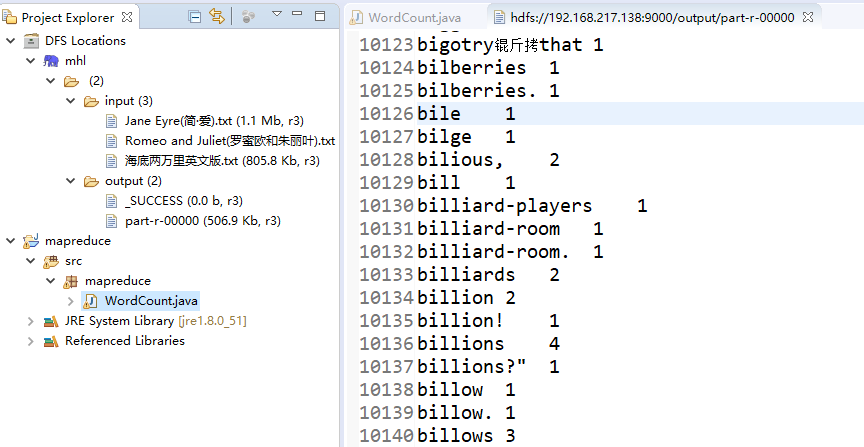 Project Explorer
DFS Locations
mhl
(2)
input (3)
Jane Eyre(简·爱).txt (1.1 Mb, r3)
Romeo and Juliet(罗蜜欧和朱丽叶).txt
海底两万里英文版.txt (805.8 Kb, r3)
output (2)
_SUCCESS (0.0 b, r3)
part-r-00000 (506.9 Kb, r3)
mapreduce
src
mapreduce
WordCount.java
JRE System Library [jre1.8.0_51]
Referenced Libraries
WordCount.java
hdfs://192.168.217.138:9000/output/part-r-00000
10123 bigotry锟斤拷that 1
10124 bilberries 1
10125 bilberries. 1
10126 bile 1
10127 bilge 1
10128 bilious, 2
10129 bill 1
10130 billiard-players 1
10131 billiard-room 1
10132 billiard-room. 1
10133 billiards 2
10134 billion 2
10135 billion! 1
10136 billions 4
10137 billions?" 1
10138 billow 1
10139 billow. 1
10140 billows 3